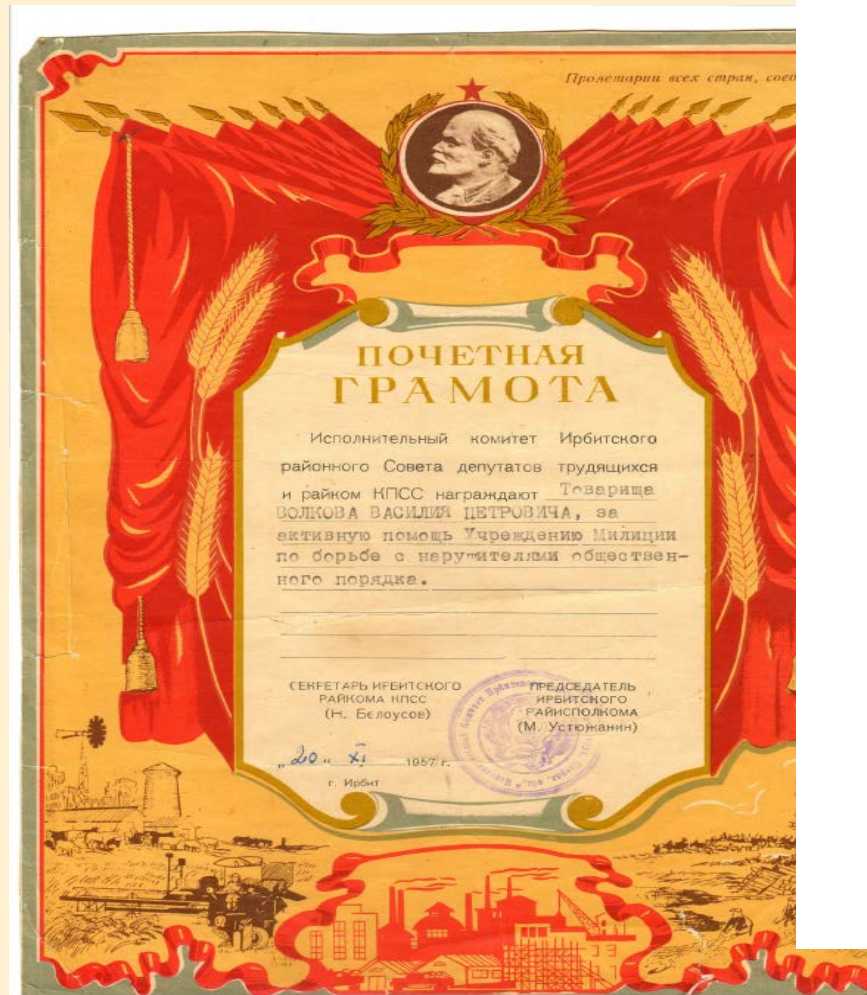 Пролетарии всех стран, соед
ПОЧЕТНАЯ
ГРАМОТА
Исполнительный комитет Ирбитского
районного Совета депутатов трудящихся
и райком КПСС награждают Товарища
ВОЛКОВА ВАСИЛИЯ ПЕТРОВИЧА, за
активную помощь Учреждению Милиции
по борьбе с нарушителями обществен-
ного порядка.
СЕКРЕТАРЬ ИРБИТСКОГО
РАЙКОМА КПСС
(Н. Белоусов)
ПРЕДСЕДАТЕЛЬ
ИРБИТСКОГО
РАЙИСПОЛКОМА
(М. Устюжанин)
„20" XI 1957 г.
г. Ирбит